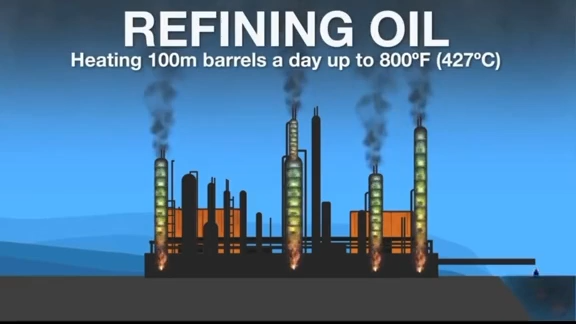 REFINING OIL
Heating 100m barrels a day up to 800ºF (427ºC)